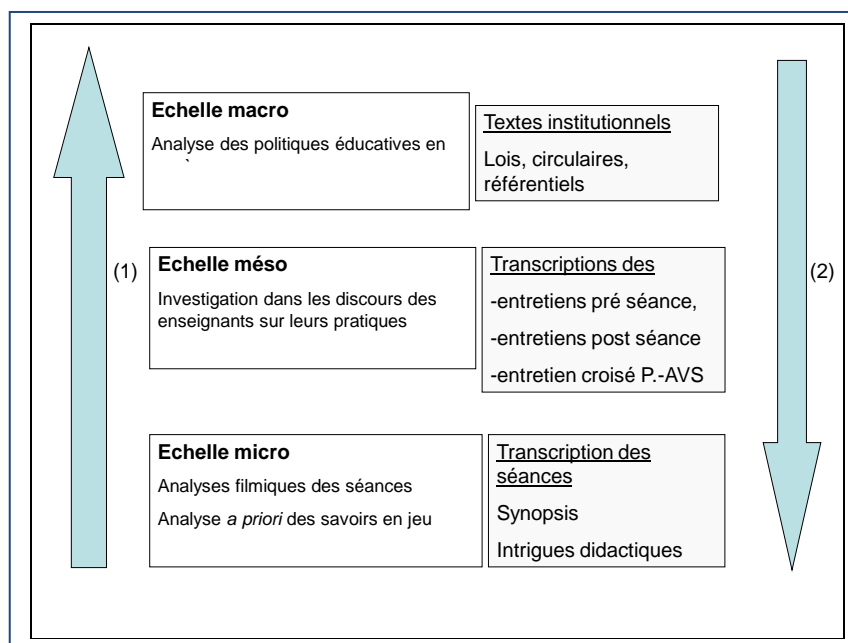 Echelle macro
Analyse des politiques éducatives en
Textes institutionnels
Lois, circulaires,
référentiels
(1)
Echelle méso
Investigation dans les discours des
enseignants sur leurs pratiques
Transcriptions des
-entretiens pré séance,
-entretiens post séance
-entretien croisé P.-AVS
(2)
Echelle micro
Analyses filmiques des séances
Analyse a priori des savoirs en jeu
Transcription des
séances
Synopsis
Intrigues didactiques